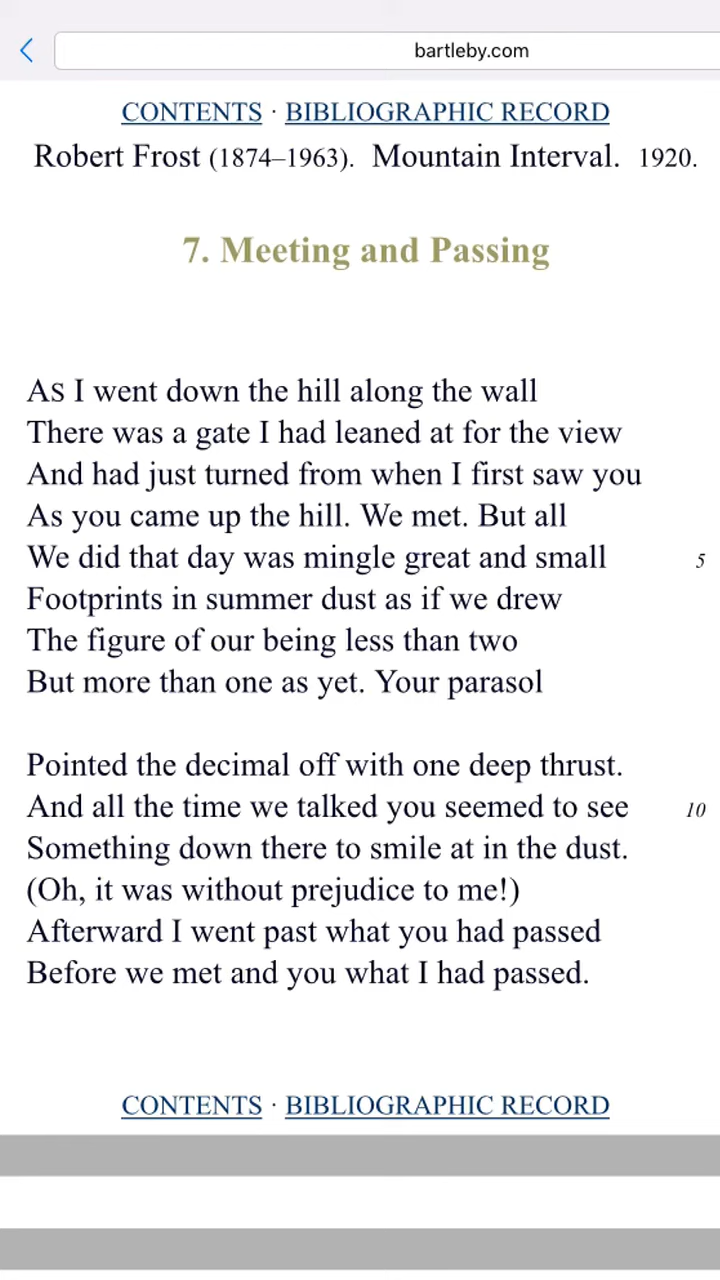 bartleby.com
CONTENTS · BIBLIOGRAPHIC RECORD
Robert Frost (1874–1963). Mountain Interval. 1920.
7. Meeting and Passing
AS I went down the hill along the wall
There was a gate I had leaned at for the view
And had just turned from when I first saw you
As you came up the hill. We met. But all
We did that day was mingle great and small 5
Footprints in summer dust as if we drew
The figure of our being less than two
But more than one as yet. Your parasol
Pointed the decimal off with one deep thrust.
And all the time we talked you seemed to see 10
Something down there to smile at in the dust.
(Oh, it was without prejudice to me!)
Afterward I went past what you had passed
Before we met and you what I had passed.
CONTENTS · BIBLIOGRAPHIC RECORD